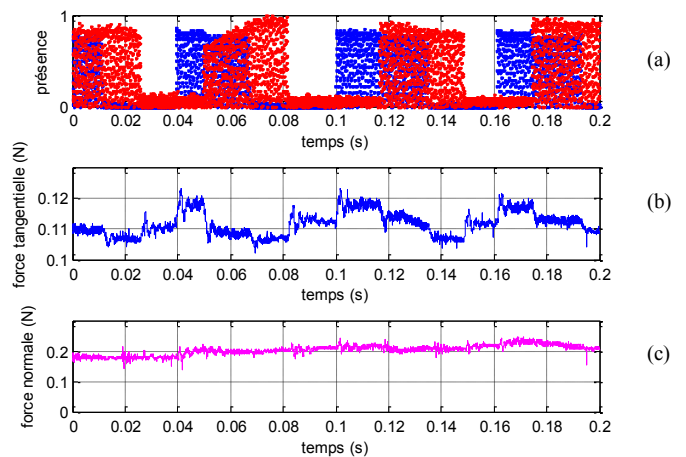 1
présence
0
0 0.02 0.04 0.06 0.08 0.1 0.12 0.14 0.16 0.18 0.2
temps (s)
(a)
force tangentielle (N)
0.12
0.11
0.1
0 0.02 0.04 0.06 0.08 0.1 0.12 0.14 0.16 0.18 0.2
temps (s)
(b)
force normale (N)
0.2
0.1
0
0 0.02 0.04 0.06 0.08 0.1 0.12 0.14 0.16 0.18 0.2
temps (s)
(c)